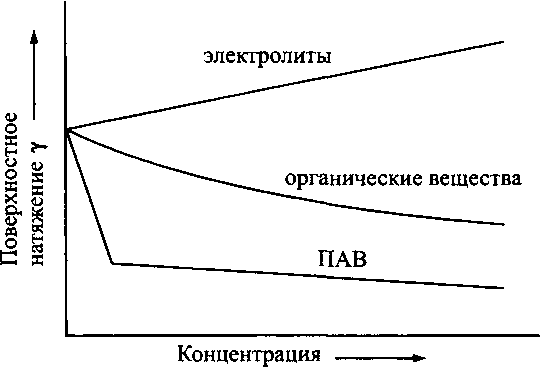 электролиты
Поверхностное
натяжение γ
органические вещества
ПАВ
Концентрация